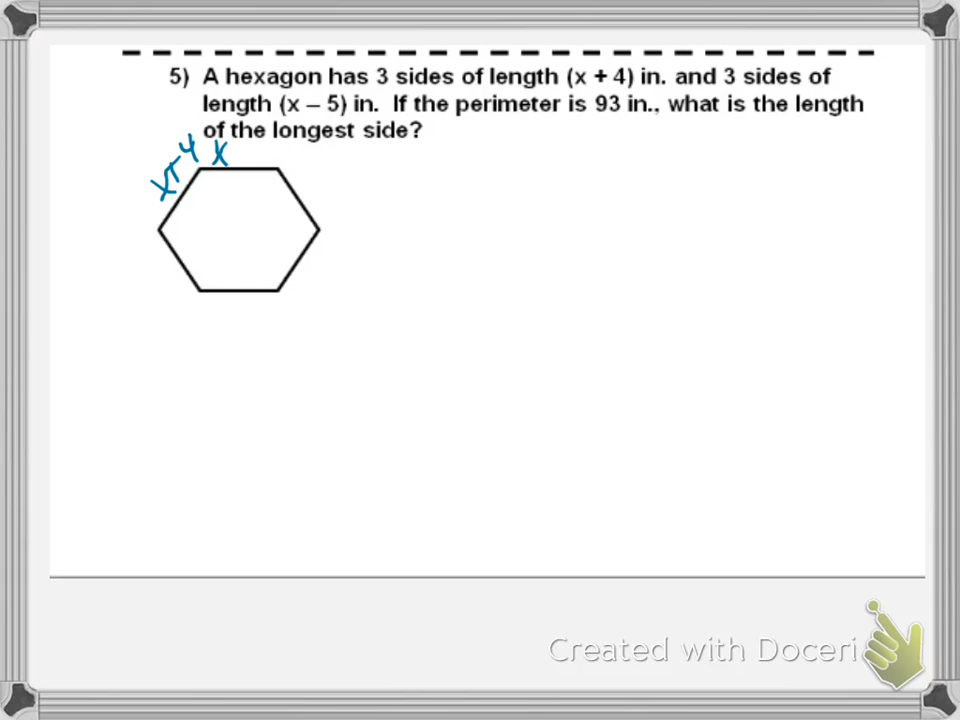 5) A hexagon has 3 sides of length (x + 4) in. and 3 sides of
length (x – 5) in. If the perimeter is 93 in., what is the length
of the longest side?
x+4 x
Created with Doceri